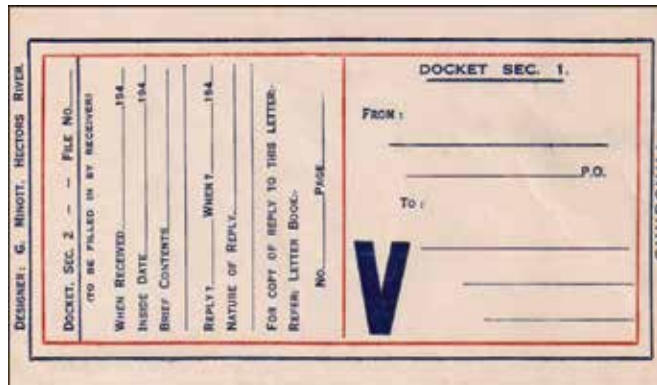 DESIGNER: G. MINOTT, HECTORS RIVER.
DOCKET, SEC. 2 – – FILE No.
(TO BE FILLED IN BY RECEIVER)
WHEN RECEIVED 194
INSIDE DATE 194
BRIEF CONTENTS
REPLY? WHEN? 194
NATURE OF REPLY
FOR COPY OF REPLY TO THIS LETTER:-
REFER: LETTER BOOK:-
No. PAGE
DOCKET SEC. 1.
FROM:
P.O.
TO:
V